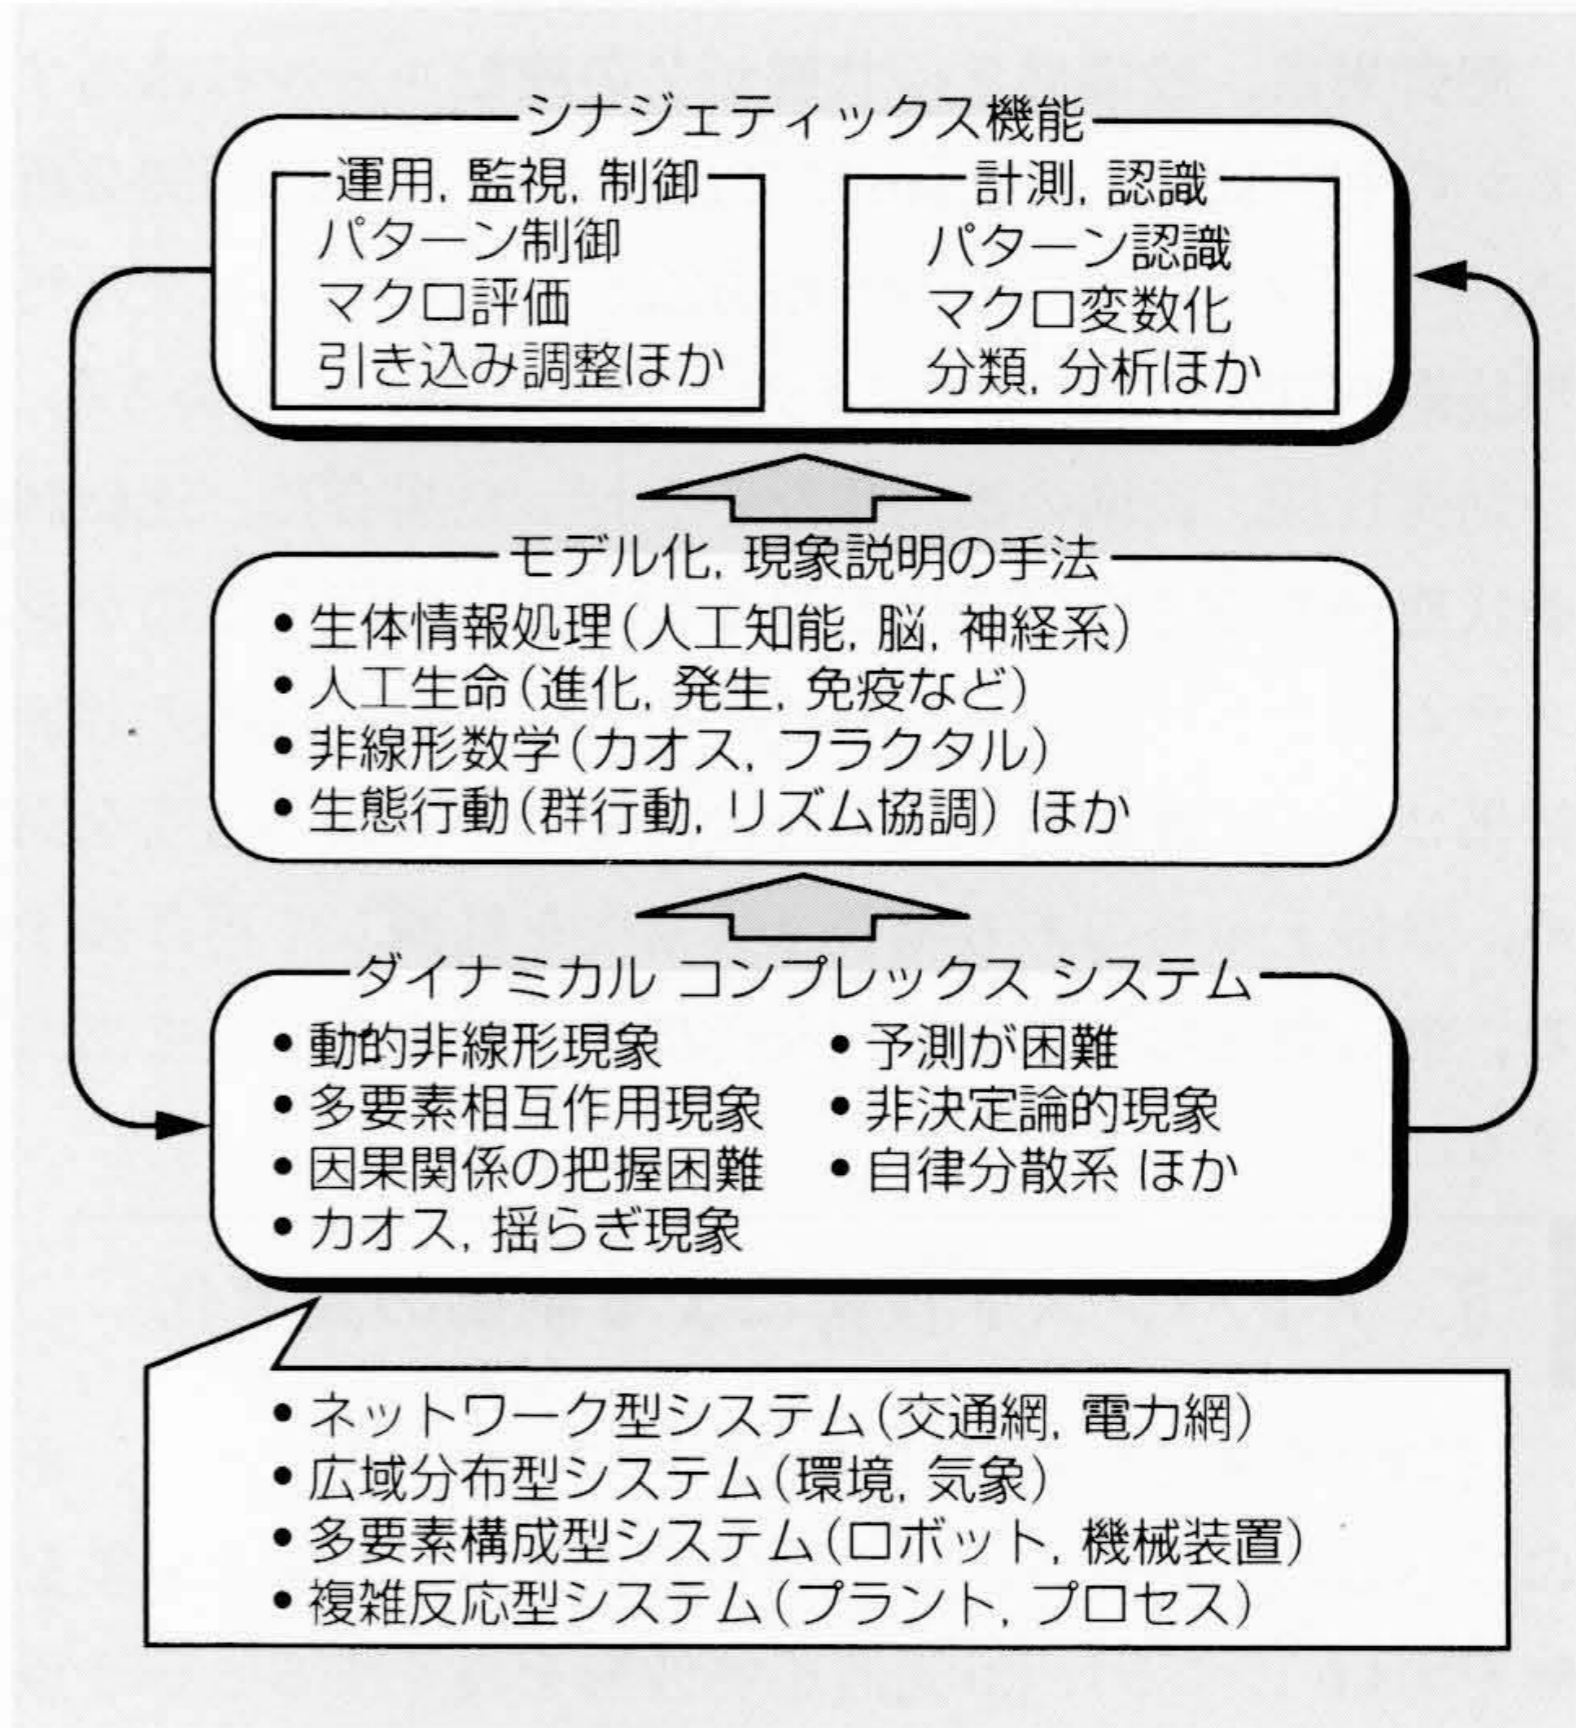 シナジェティックス機能
運用, 監視, 制御
パターン制御
マクロ評価
引き込み調整ほか
計測, 認識
パターン認識
マクロ変数化
分類, 分析ほか
モデル化, 現象説明の手法
• 生体情報処理(人工知能, 脳, 神経系)
• 人工生命(進化, 発生, 免疫など)
• 非線形数学(カオス, フラクタル)
• 生態行動(群行動, リズム協調) ほか
ダイナミカル コンプレックス システム
• 動的非線形現象
• 多要素相互作用現象
• 因果関係の把握困難
• カオス, 揺らぎ現象
• 予測が困難
• 非決定論的現象
• 自律分散系 ほか
• ネットワーク型システム(交通網, 電力網)
• 広域分布型システム(環境, 気象)
• 多要素構成型システム(ロボット, 機械装置)
• 複雑反応型システム(プラント, プロセス)